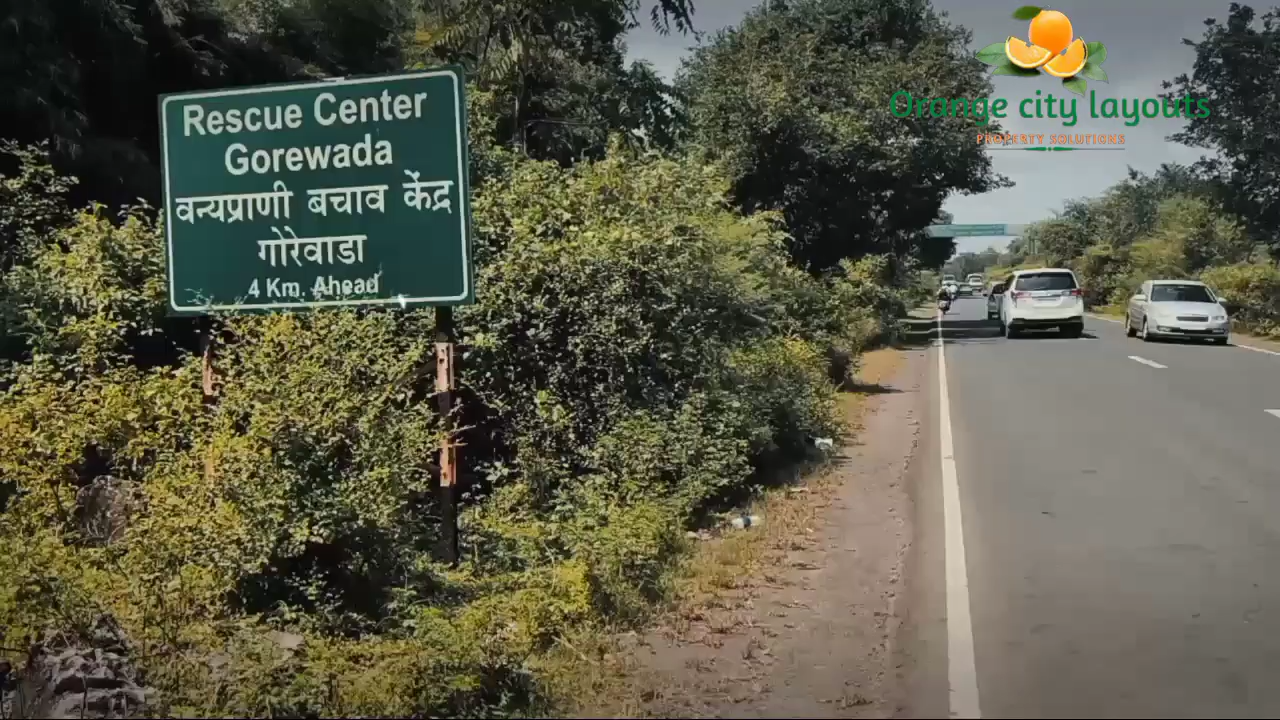 Rescue Center
Gorewada
वन्यप्राणी बचाव केंद्र
गोरेवाडा
4 Km. Ahead
Orange city layouts
PROPERTY SOLUTIONS